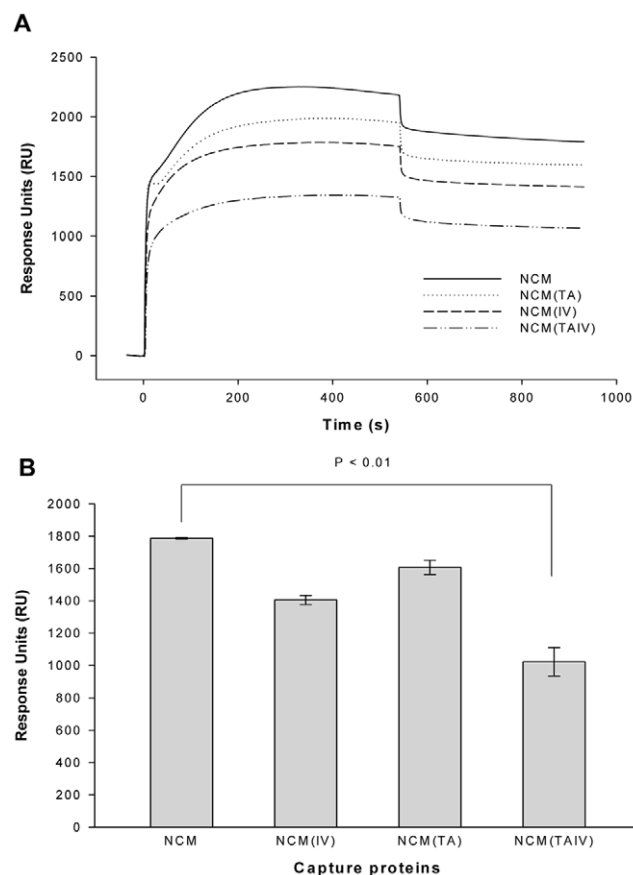 A
Response Units (RU)
2500
2000
1500
1000
500
0
NCM
NCM(TA)
NCM(IV)
NCM(TAIV)
0 200 400 600 800 1000
Time (s)
B
P < 0.01
Response Units (RU)
2000
1800
1600
1400
1200
1000
800
600
400
200
0
NCM NCM(IV) NCM(TA) NCM(TAIV)
Capture proteins